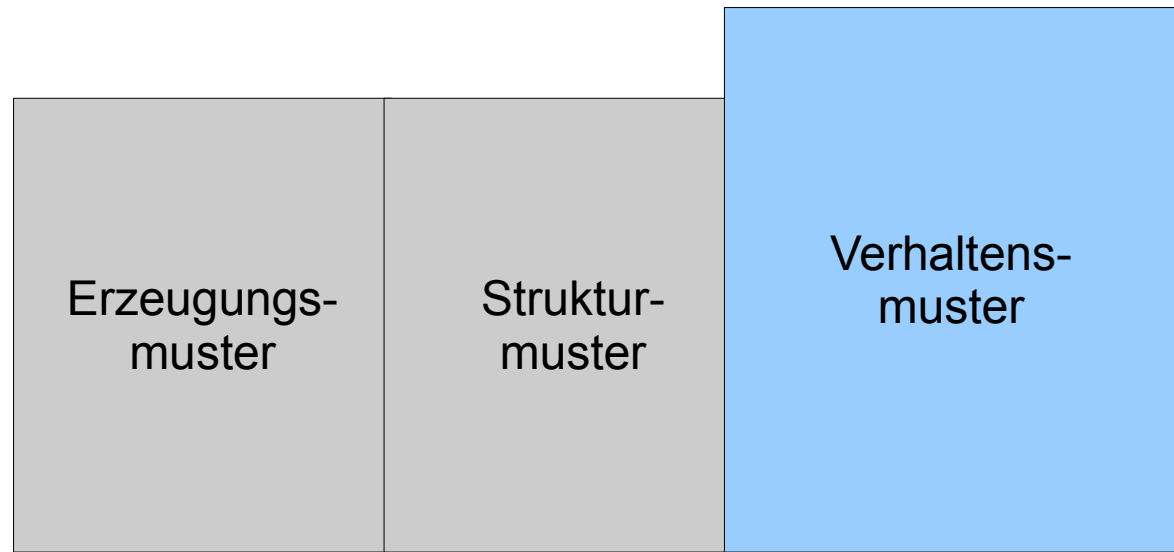 Erzeugungs-
muster
Struktur-
muster
Verhaltens-
muster